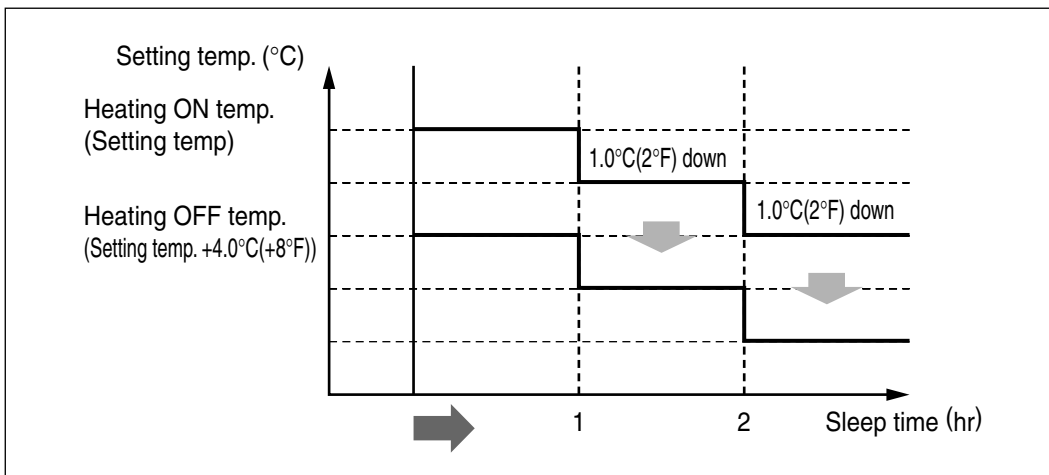 Setting temp. (°C)
Heating ON temp.
(Setting temp)
1.0°C(2°F) down
Heating OFF temp.
(Setting temp. +4.0°C(+8°F))
1.0°C(2°F) down
1
2
Sleep time (hr)